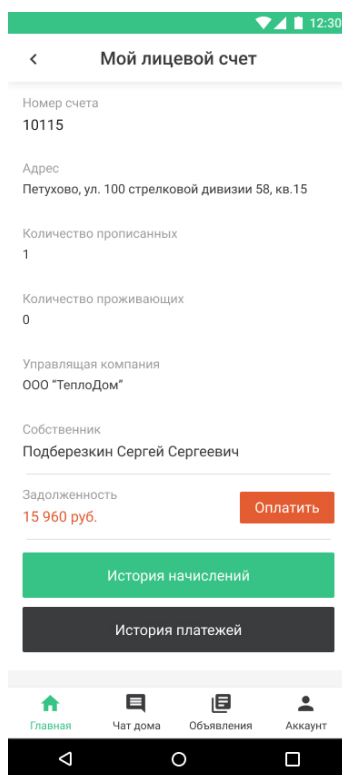 12:30
Мой лицевой счет
Номер счета
10115
Адрес
Петухово, ул. 100 стрелковой дивизии 58, кв.15
Количество прописанных
1
Количество проживающих
0
Управлящая компания
ООО "ТеплоДом"
Собственник
Подберезкин Сергей Сергеевич
Задолженность
15 960 руб.
Оплатить
История начислений
История платежей
Главная Чат дома Объявления Аккаунт